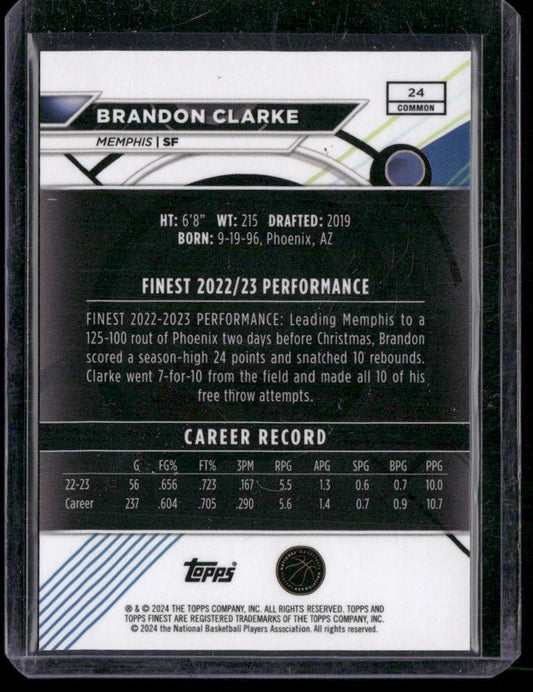 24
COMMON
BRANDON CLARKE
MEMPHIS | SF
HT: 6'8" WT: 215 DRAFTED: 2019
BORN: 9-19-96, Phoenix, AZ
FINEST 2022/23 PERFORMANCE
FINEST 2022-2023 PERFORMANCE: Leading Memphis to a
125-100 rout of Phoenix two days before Christmas, Brandon
scored a season-high 24 points and snatched 10 rebounds.
Clarke went 7-for-10 from the field and made all 10 of his
free throw attempts.
CAREER RECORD
G FG% FT% 3PM RPG APG SPG BPG PPG
22-23 56 .656 .723 .167 5.5 1.3 0.6 0.7 10.0
Career 237 .604 .705 .290 5.6 1.4 0.7 0.9 10.7
topps
® & © 2024 THE TOPPS COMPANY, INC. ALL RIGHTS RESERVED. TOPPS AND
TOPPS FINEST ARE REGISTERED TRADEMARKS OF THE TOPPS COMPANY, INC.
© 2024 the National Basketball Players Association. All rights reserved.